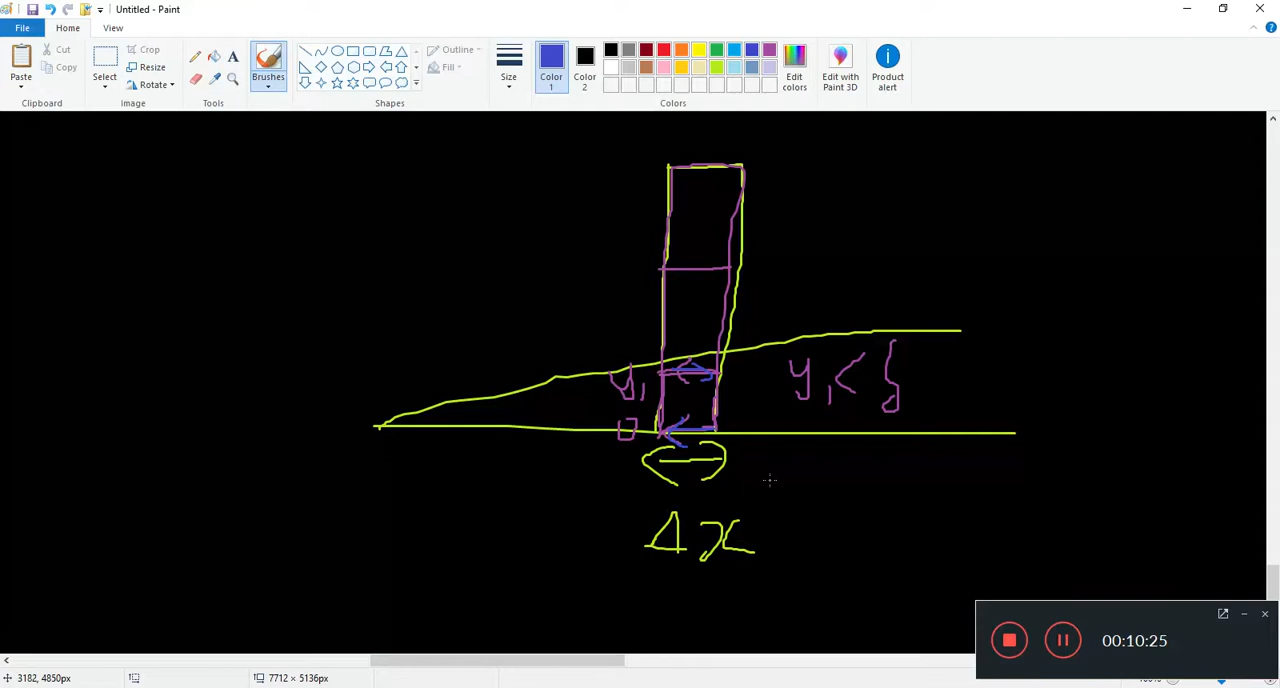 Untitled - Paint
File Home View
Paste
Cut
Copy
Clipboard
Select
Crop
Resize
Rotate
Image
Tools
Brushes
Shapes
Outline
Fill
Size
Color 1
Color 2
Colors
Edit colors
Edit with Paint 3D
Product alert
y₁
0
y₁ <
Δx
00:10:25
3182, 4850px
7712 × 5136px